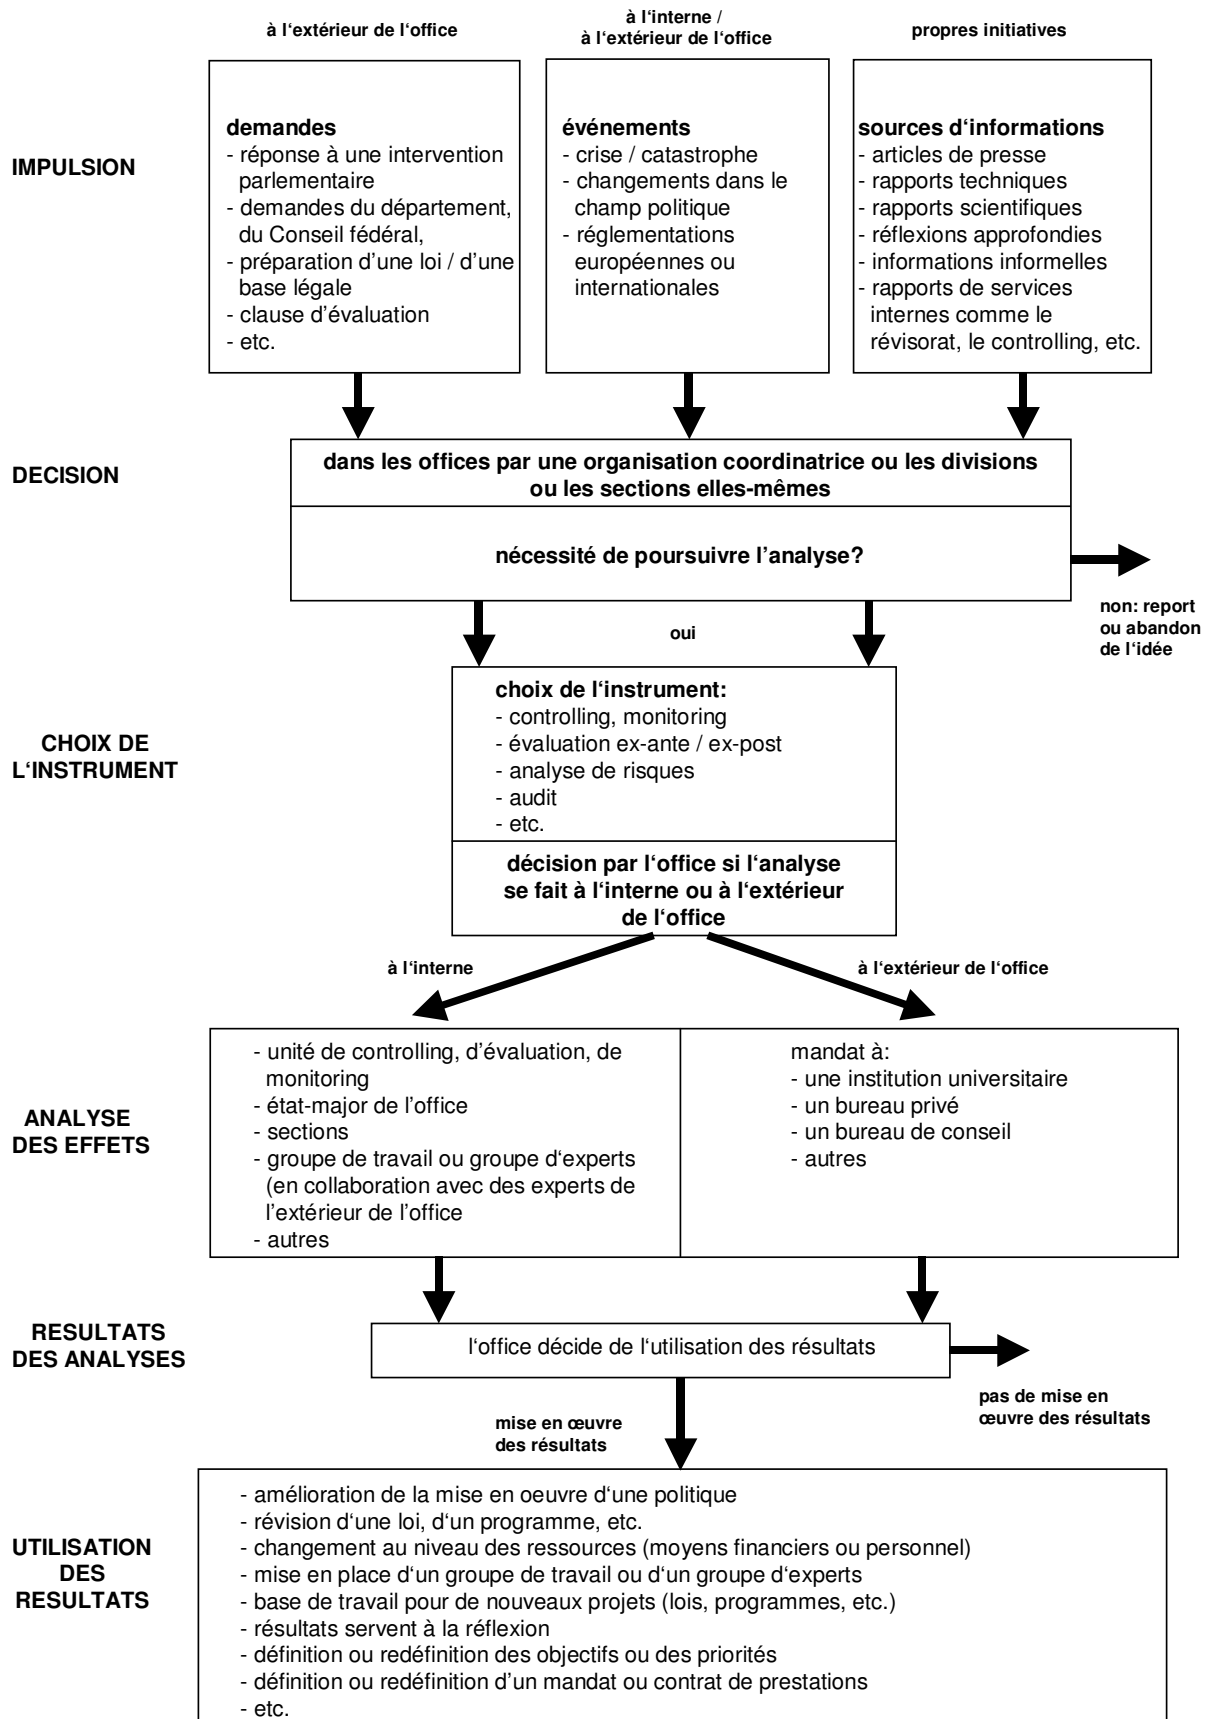 à l‘extérieur de l‘office
à l‘interne /
à l‘extérieur de l‘office
propres initiatives
IMPULSION
demandes
- réponse à une intervention
parlementaire
- demandes du département,
du Conseil fédéral,
- préparation d‘une loi / d‘une
base légale
- clause d‘évaluation
- etc.
événements
- crise / catastrophe
- changements dans le
champ politique
- réglementations
européennes ou
internationales
sources d‘informations
- articles de presse
- rapports techniques
- rapports scientifiques
- réflexions approfondies
- informations informelles
- rapports de services
internes comme le
révisorat, le controlling, etc.
DECISION
dans les offices par une organisation coordinatrice ou les divisions
ou les sections elles-mêmes
nécessité de poursuivre l‘analyse?
non: report
ou abandon
de l‘idée
oui
CHOIX DE
L‘INSTRUMENT
choix de l‘instrument:
- controlling, monitoring
- évaluation ex-ante / ex-post
- analyse de risques
- audit
- etc.
décision par l‘office si l‘analyse
se fait à l‘interne ou à l‘extérieur
de l‘office
à l‘interne
à l‘extérieur de l‘office
ANALYSE
DES EFFETS
- unité de controlling, d‘évaluation, de
monitoring
- état-major de l‘office
- sections
- groupe de travail ou groupe d‘experts
(en collaboration avec des experts de
l‘extérieur de l‘office
- autres
mandat à:
- une institution universitaire
- un bureau privé
- un bureau de conseil
- autres
RESULTATS
DES ANALYSES
l‘office décide de l‘utilisation des résultats
pas de mise en
œuvre des résultats
mise en œuvre
des résultats
UTILISATION
DES
RESULTATS
- amélioration de la mise en oeuvre d‘une politique
- révision d‘une loi, d‘un programme, etc.
- changement au niveau des ressources (moyens financiers ou personnel)
- mise en place d‘un groupe de travail ou d‘un groupe d‘experts
- base de travail pour de nouveaux projets (lois, programmes, etc.)
- résultats servent à la réflexion
- définition ou redéfinition des objectifs ou des priorités
- définition ou redéfinition d‘un mandat ou contrat de prestations
- etc.